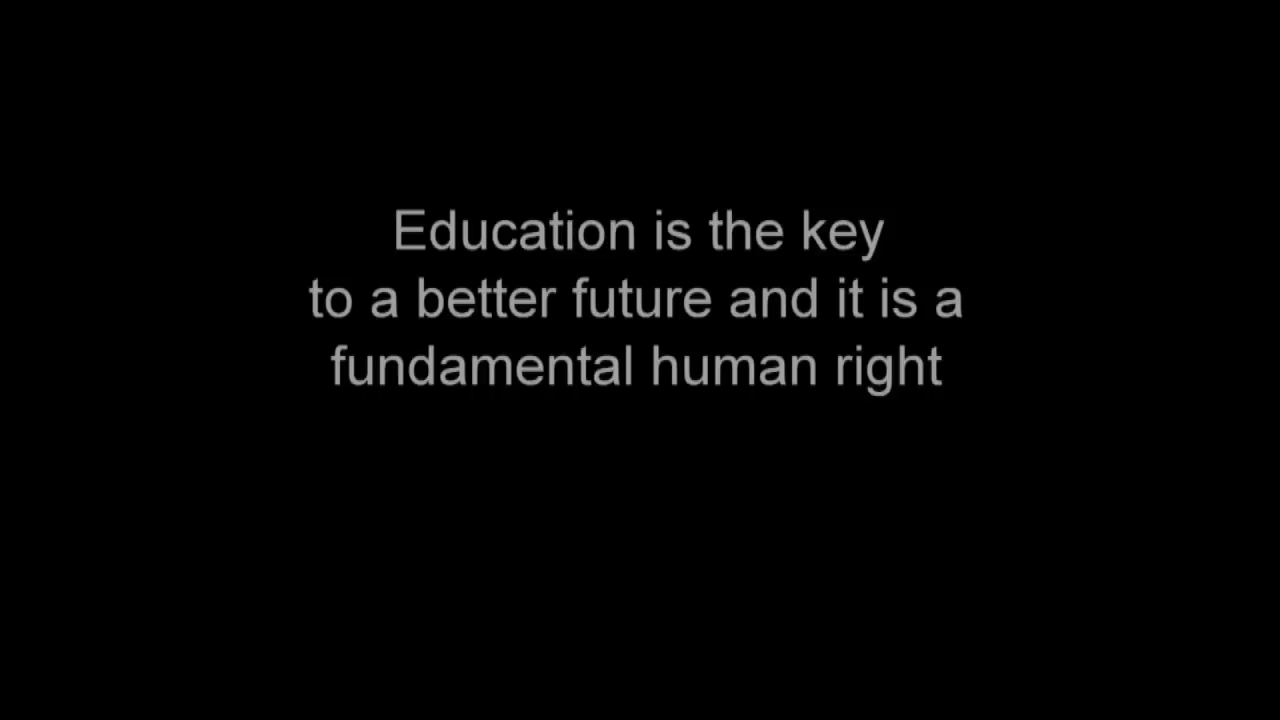 Education is the key
to a better future and it is a
fundamental human right